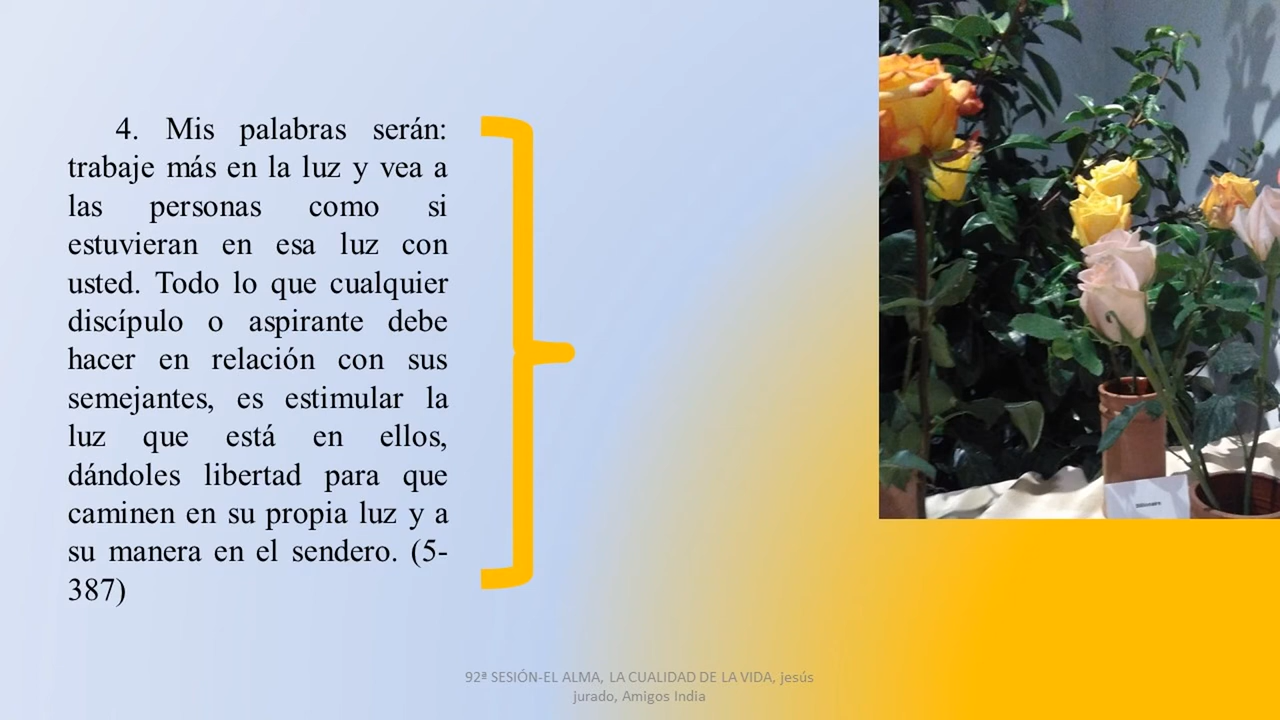 4. Mis palabras serán:
trabaje más en la luz y vea a
las personas como si
estuvieran en esa luz con
usted. Todo lo que cualquier
discípulo o aspirante debe
hacer en relación con sus
semejantes, es estimular la
luz que está en ellos,
dándoles libertad para que
caminen en su propia luz y a
su manera en el sendero. (5-
387)
92ª SESIÓN-EL ALMA, LA CUALIDAD DE LA VIDA, jesús
jurado, Amigos India